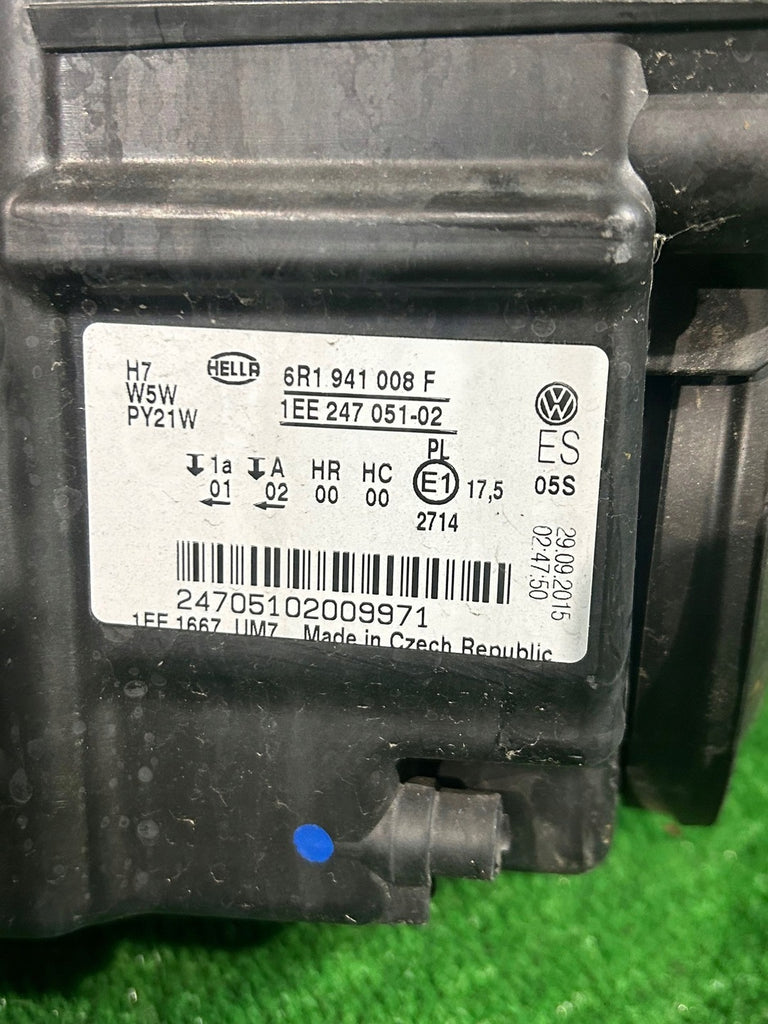 H7
W5W
PY21W
HELLA
6R1 941 008 F
1EE 247 051-02
VW
ES
05S
1a
01
A
02
HR
00
HC
00
PL
E1
17,5
2714
29.09.2015
02:47:50
24705102009971
1EE 1667 UM7 Made in Czech Republic